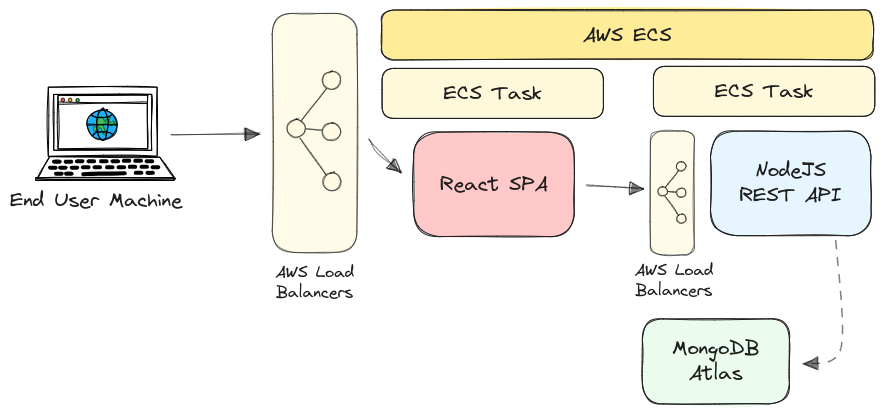 AWS ECS
ECS Task
ECS Task
React SPA
NodeJS
REST API
End User Machine
AWS Load
Balancers
AWS Load
Balancers
MongoDB
Atlas